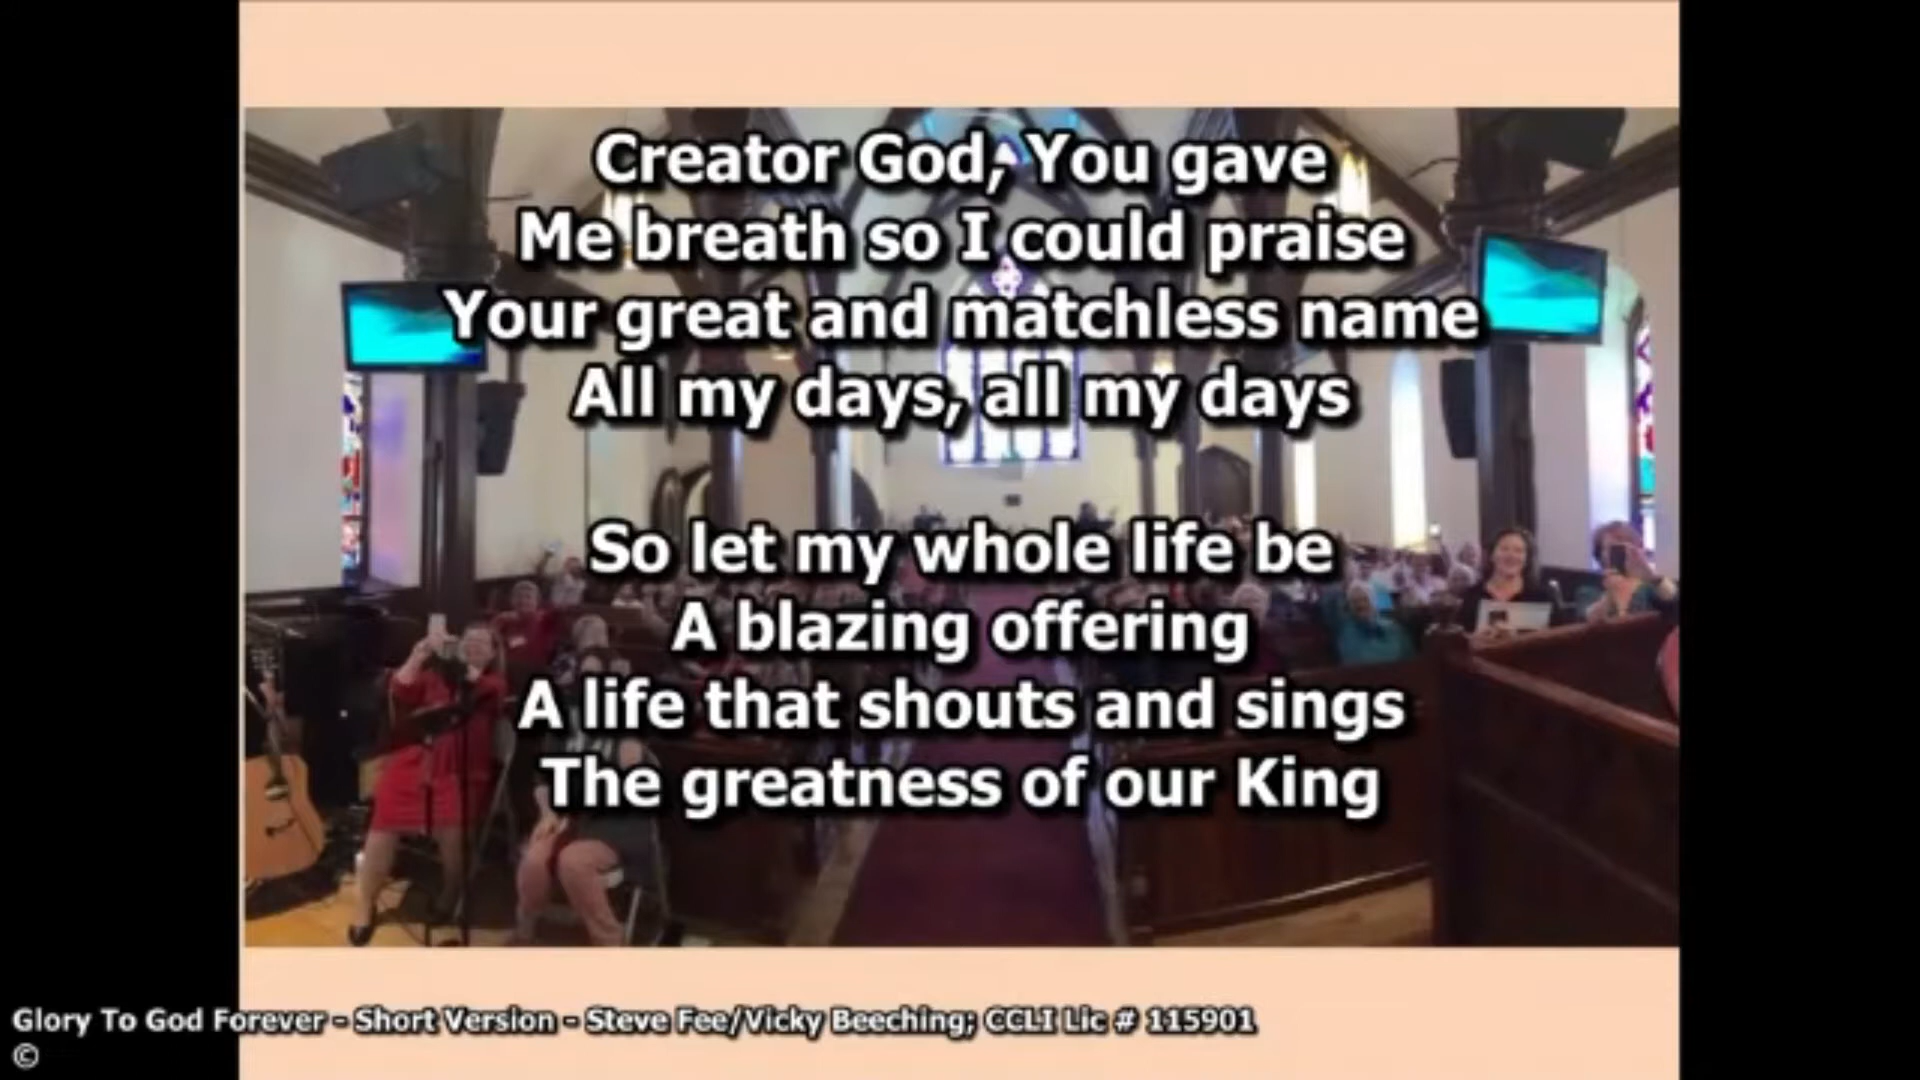 Creator God, You gave
Me breath so I could praise
Your great and matchless name
All my days, all my days
So let my whole life be
A blazing offering
A life that shouts and sings
The greatness of our King
Glory To God Forever - Short Version - Steve Fee/Vicky Beeching; CCLI Lic # 115901
©